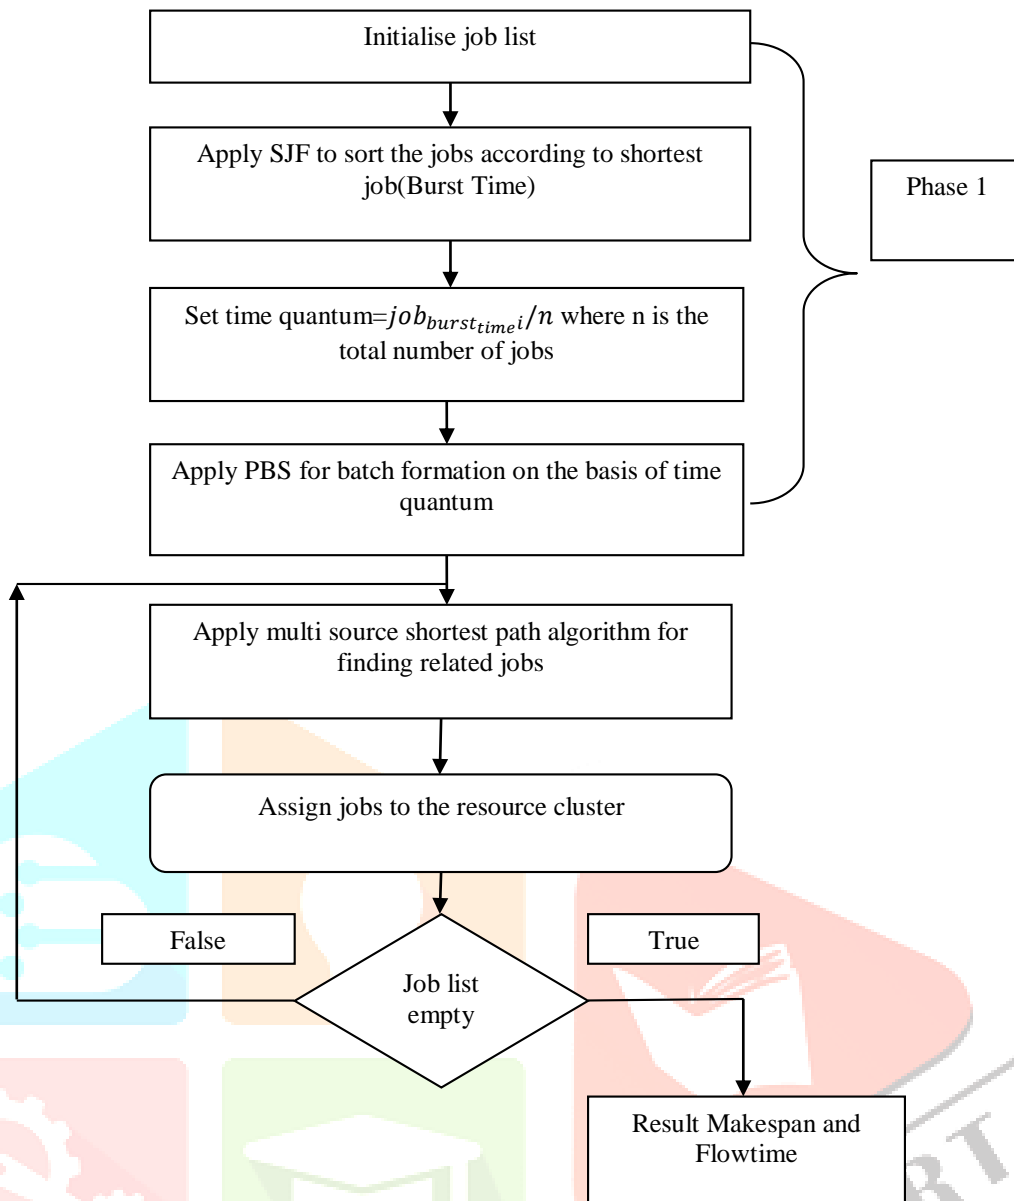 Initialise job list
Apply SJF to sort the jobs according to shortest
job(Burst Time)
Phase 1
Set time quantum=𝑗𝑜𝑏_{𝑏𝑢𝑟𝑠𝑡_{𝑡𝑖𝑚𝑒}𝑖}/𝑛 where n is the
total number of jobs
Apply PBS for batch formation on the basis of time
quantum
Apply multi source shortest path algorithm for
finding related jobs
Assign jobs to the resource cluster
False
True
Job list
empty
Result Makespan and
Flowtime